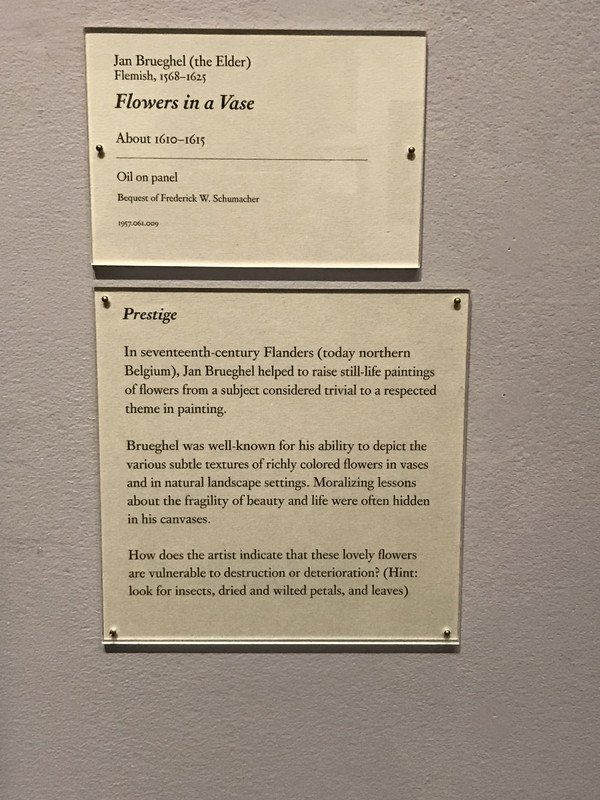 Jan Brueghel (the Elder)
Flemish, 1568–1625
Flowers in a Vase
About 1610–1615
Oil on panel
Bequest of Frederick W. Schumacher
1957.061.009
Prestige
In seventeenth-century Flanders (today northern
Belgium), Jan Brueghel helped to raise still-life paintings
of flowers from a subject considered trivial to a respected
theme in painting.
Brueghel was well-known for his ability to depict the
various subtle textures of richly colored flowers in vases
and in natural landscape settings. Moralizing lessons
about the fragility of beauty and life were often hidden
in his canvases.
How does the artist indicate that these lovely flowers
are vulnerable to destruction or deterioration? (Hint:
look for insects, dried and wilted petals, and leaves)